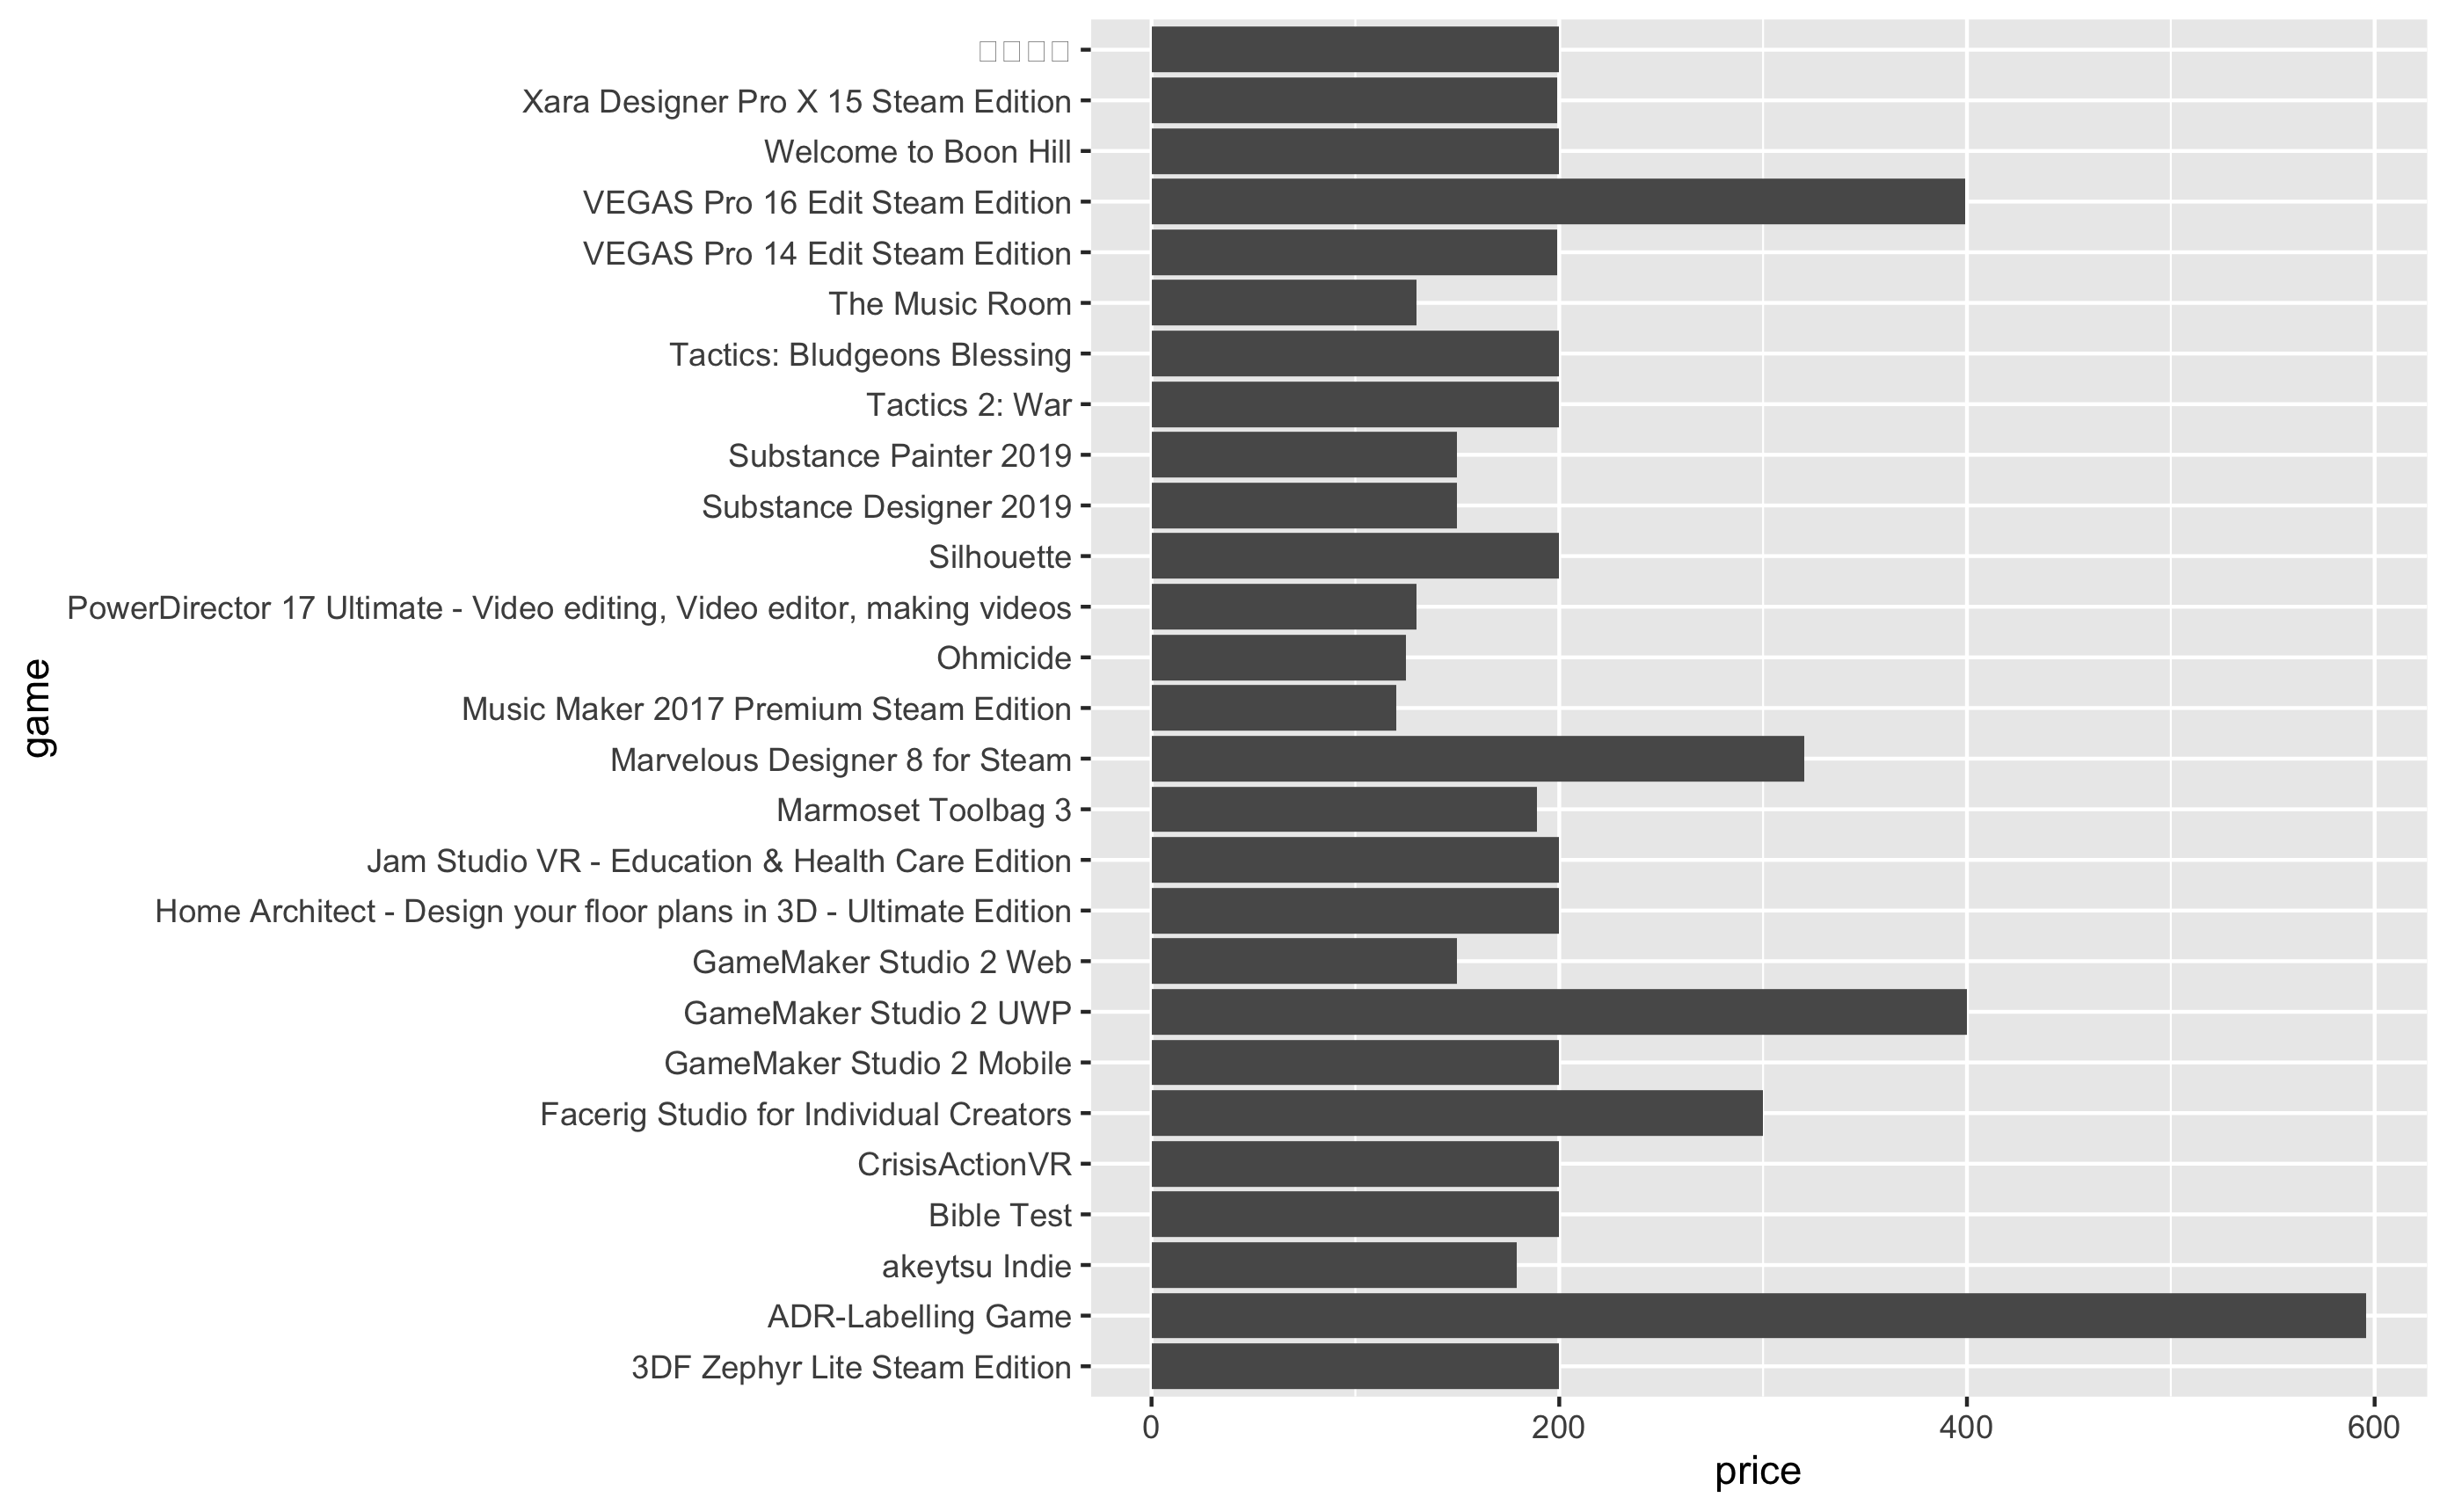 Xara Designer Pro X 15 Steam Edition
Welcome to Boon Hill
VEGAS Pro 16 Edit Steam Edition
VEGAS Pro 14 Edit Steam Edition
The Music Room
Tactics: Bludgeons Blessing
Tactics 2: War
Substance Painter 2019
Substance Designer 2019
Silhouette
PowerDirector 17 Ultimate - Video editing, Video editor, making videos
Ohmicide
Music Maker 2017 Premium Steam Edition
Marvelous Designer 8 for Steam
Marmoset Toolbag 3
Jam Studio VR - Education & Health Care Edition
Home Architect - Design your floor plans in 3D - Ultimate Edition
GameMaker Studio 2 Web
GameMaker Studio 2 UWP
GameMaker Studio 2 Mobile
Facerig Studio for Individual Creators
CrisisActionVR
Bible Test
akeytsu Indie
ADR-Labelling Game
3DF Zephyr Lite Steam Edition
game
0 200 400 600
price